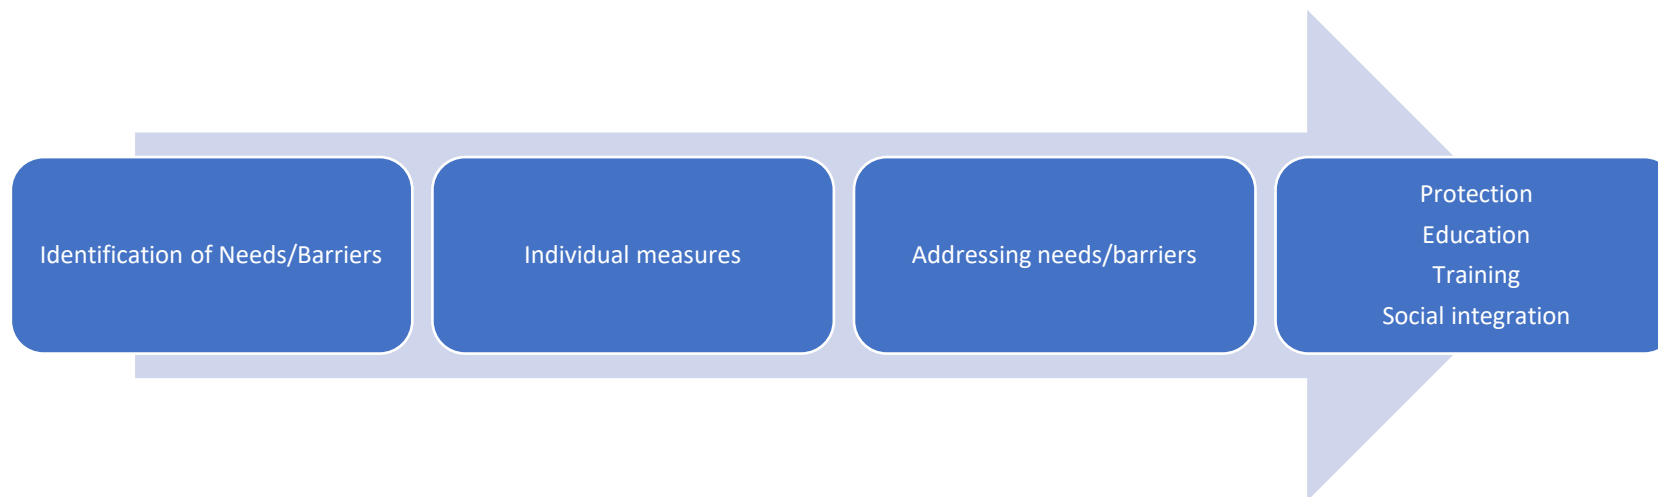 Identification of Needs/Barriers
Individual measures
Addressing needs/barriers
Protection
Education
Training
Social integration